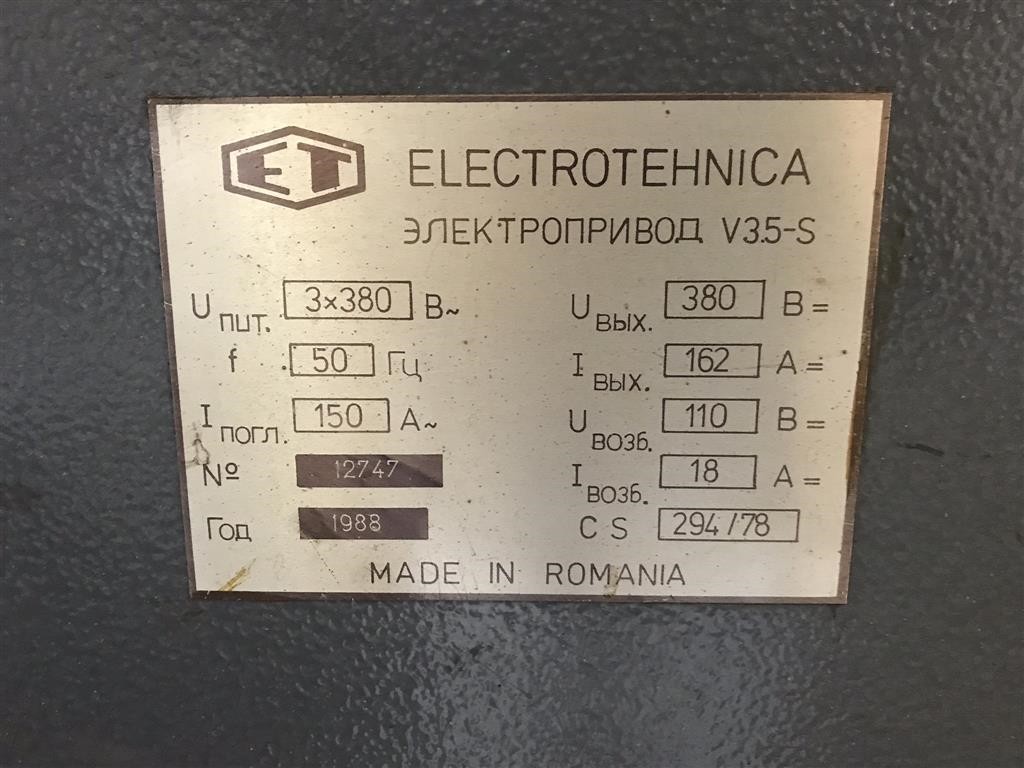 ET ELECTROTEHNICA
ЭЛЕКТРОПРИВОД V3.5-S
U пит. 3×380 В~ U вых. 380 В=
f 50 Гц I вых. 162 А=
I погл. 150 А~ U возб. 110 В=
№ 12747 I возб. 18 А=
Год 1988 CS 294/78
MADE IN ROMANIA